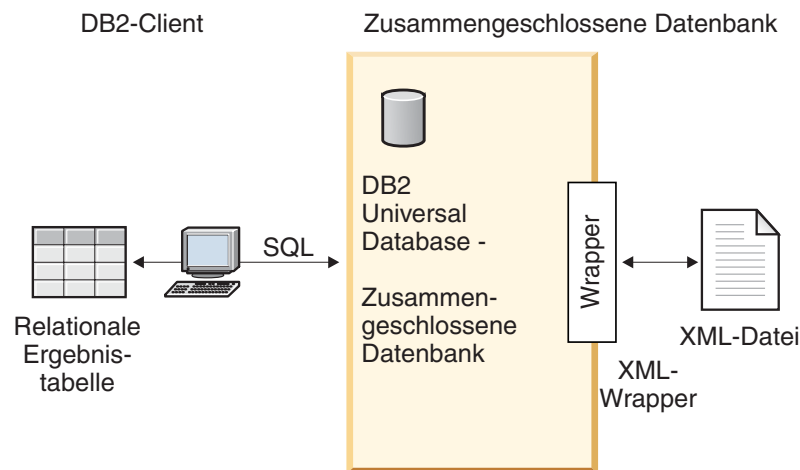 DB2-Client
Zusammengeschlossene Datenbank
DB2
Universal
Database -
Zusammen-
geschlossene
Datenbank
SQL
Wrapper
Relationale
Ergebnis-
tabelle
XML-Datei
XML-
Wrapper